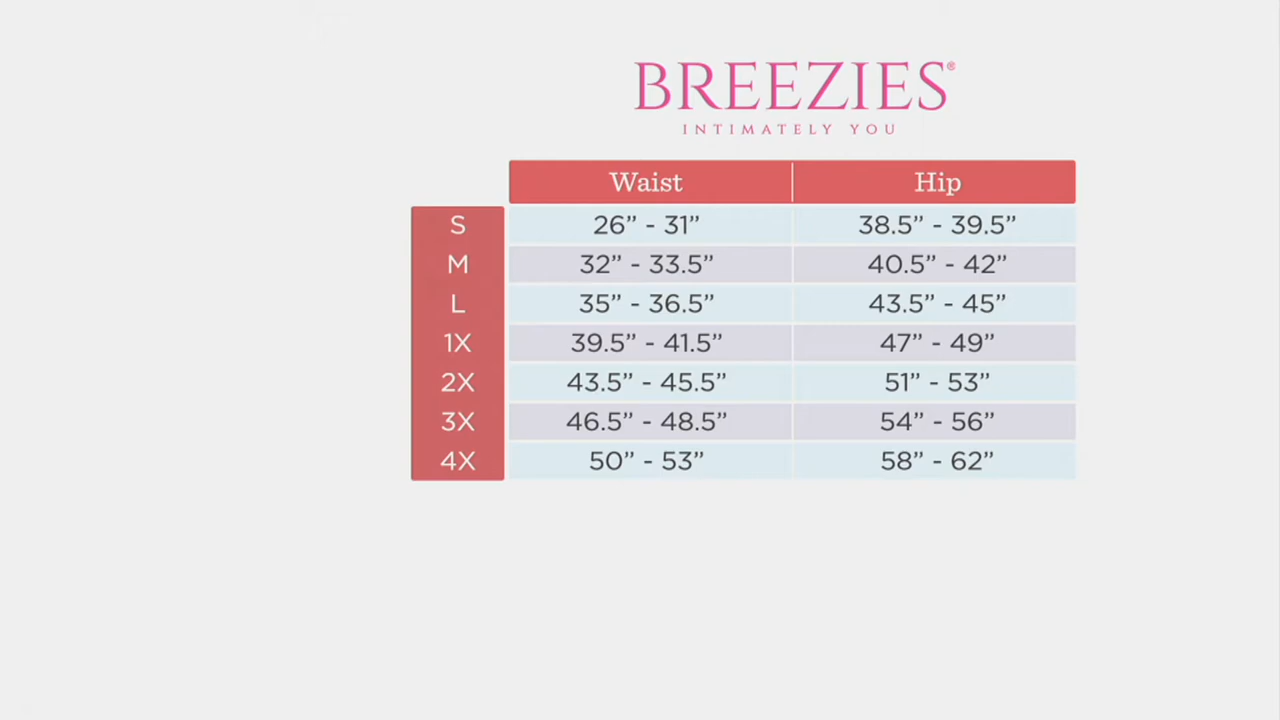 BREEZIES®
INTIMATELY YOU
Waist Hip
S 26” - 31” 38.5” - 39.5”
M 32” - 33.5” 40.5” - 42”
L 35” - 36.5” 43.5” - 45”
1X 39.5” - 41.5” 47” - 49”
2X 43.5” - 45.5” 51” - 53”
3X 46.5” - 48.5” 54” - 56”
4X 50” - 53” 58” - 62”